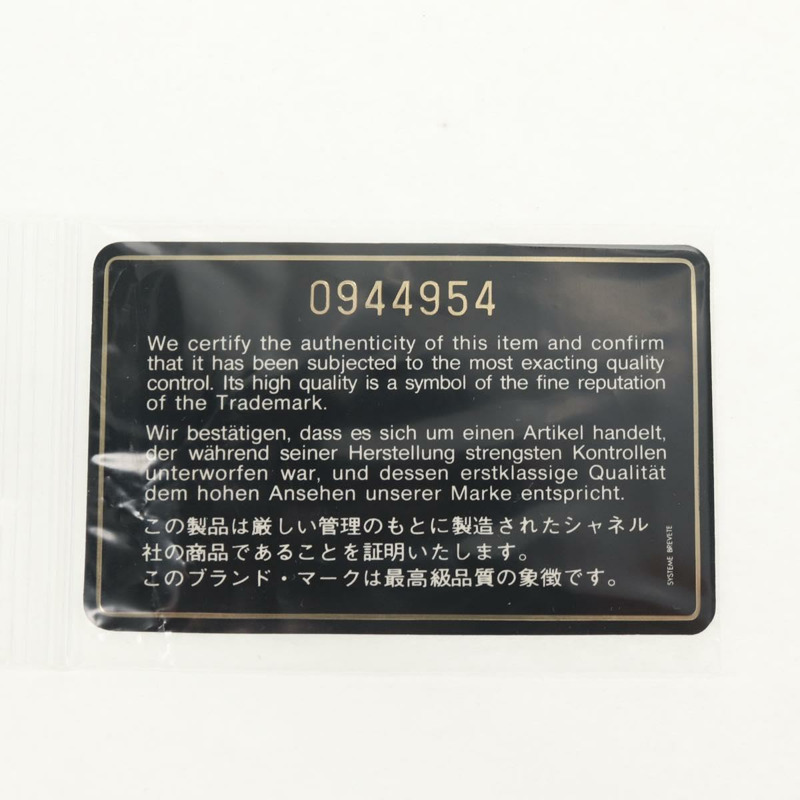 0944954
We certify the authenticity of this item and confirm
that it has been subjected to the most exacting quality
control. Its high quality is a symbol of the fine reputation
of the Trademark.
Wir bestätigen, dass es sich um einen Artikel handelt,
der während seiner Herstellung strengsten Kontrollen
unterworfen war, und dessen erstklassige Qualität
dem hohen Ansehen unserer Marke entspricht.
この製品は厳しい管理のもとに製造されたシャネル
社の商品であることを証明いたします。
このブランド・マークは最高級品質の象徴です。
SYSTEME BREVETE